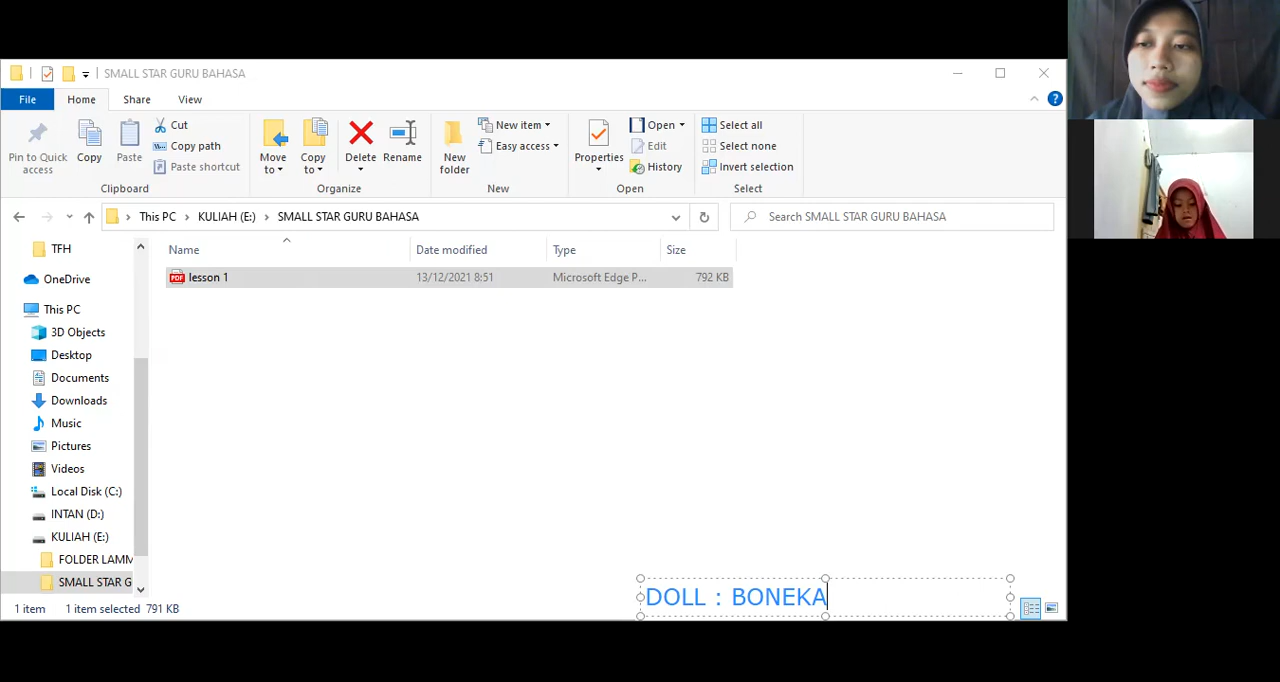 SMALL STAR GURU BAHASA
File Home Share View
Pin to Quick access
Copy
Paste
Cut
Copy path
Paste shortcut
Clipboard
Move to
Copy to
Delete
Rename
Organize
New folder
New item
Easy access
New
Properties
Open
Edit
History
Open
Select all
Select none
Invert selection
Select
This PC > KULIAH (E:) > SMALL STAR GURU BAHASA
Search SMALL STAR GURU BAHASA
Name Date modified Type Size
lesson 1 13/12/2021 8:51 Microsoft Edge P... 792 KB
TFH
OneDrive
This PC
3D Objects
Desktop
Documents
Downloads
Music
Pictures
Videos
Local Disk (C:)
INTAN (D:)
KULIAH (E:)
FOLDER LAMM
SMALL STAR G
1 item 1 item selected 791 KB
DOLL : BONEKA